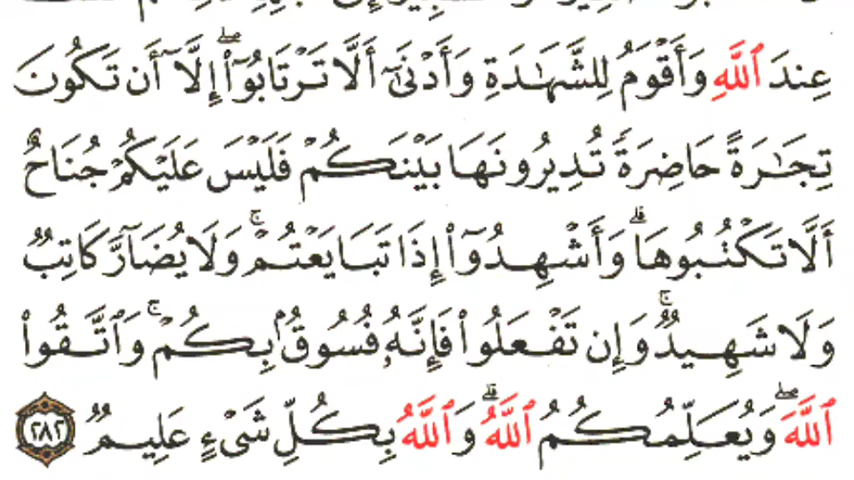 عِندَ ٱللَّهِ وَأَقْوَمُ لِلشَّهَـٰدَةِ وَأَدْنَىٰٓ أَلَّا تَرْتَابُوٓا۟ ۖ إِلَّآ أَن تَكُونَ
تِجَـٰرَةً حَاضِرَةً تُدِيرُونَهَا بَيْنَكُمْ فَلَيْسَ عَلَيْكُمْ جُنَاحٌ
أَلَّا تَكْتُبُوهَا ۗ وَأَشْهِدُوٓا۟ إِذَا تَبَايَعْتُمْ ۚ وَلَا يُضَآرَّ كَاتِبٌ
وَلَا شَهِيدٌ ۚ وَإِن تَفْعَلُوا۟ فَإِنَّهُۥ فُسُوقٌۢ بِكُمْ ۗ وَٱتَّقُوا۟
ٱللَّهَ ۖ وَيُعَلِّمُكُمُ ٱللَّهُ ۗ وَٱللَّهُ بِكُلِّ شَىْءٍ عَلِيمٌ ٢٨٢